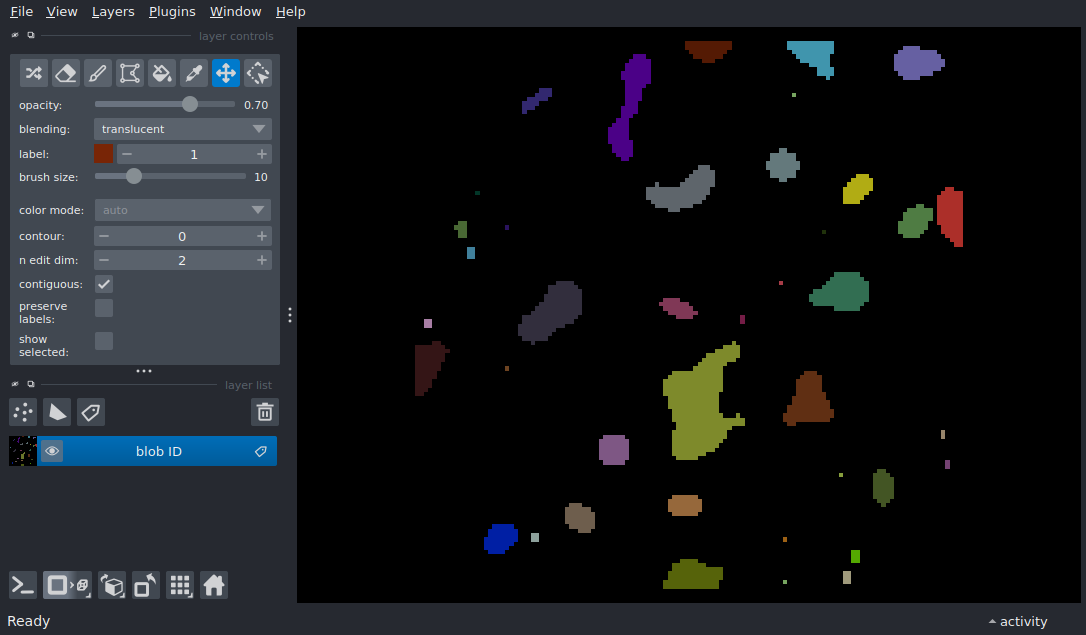 File View Layers Plugins Window Help
layer controls
opacity: 0.70
blending: translucent
label: 1
brush size: 10
color mode: auto
contour: 0
n edit dim: 2
contiguous:
preserve
labels:
show
selected:
layer list
blob ID
Ready
activity